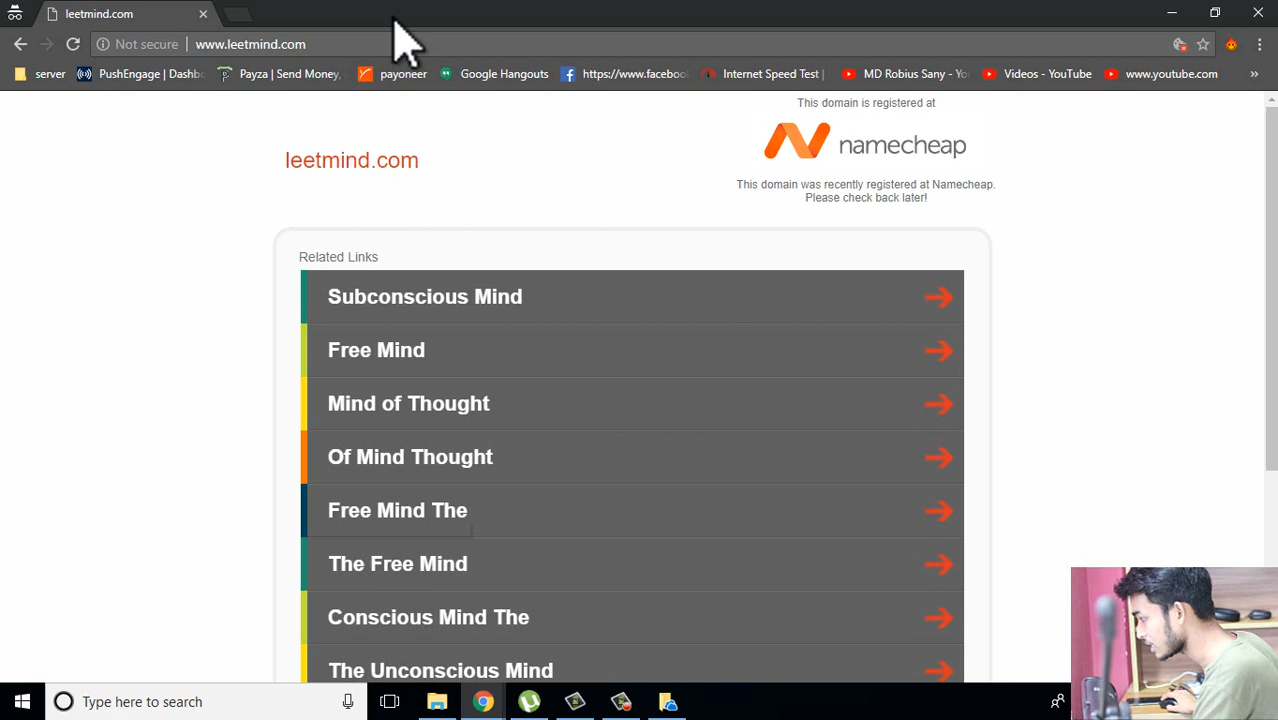 leetmind.com
Not secure
www.leetmind.com
server
PushEngage | Dashb
Payza | Send Money,
payoneer
Google Hangouts
https://www.facebook
Internet Speed Test |
MD Robius Sany - Yo
Videos - YouTube
www.youtube.com
»
This domain is registered at
namecheap
leetmind.com
This domain was recently registered at Namecheap.
Please check back later!
Related Links
Subconscious Mind
Free Mind
Mind of Thought
Of Mind Thought
Free Mind The
The Free Mind
Conscious Mind The
The Unconscious Mind
Type here to search